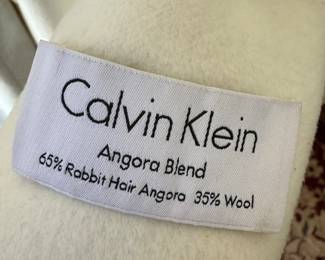 Calvin Klein
Angora Blend
65% Rabbit Hair Angora 35% Wool